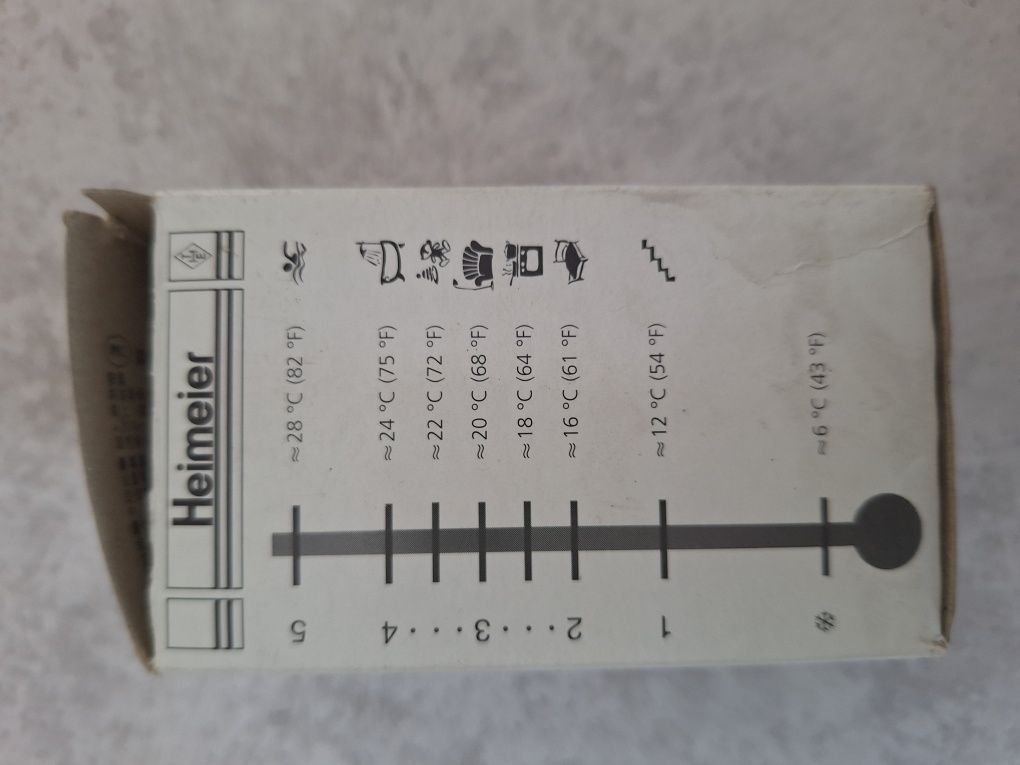 Heimeier
5 ≈ 28 °C (82 °F)
4 ≈ 24 °C (75 °F)
≈ 22 °C (72 °F)
3 ≈ 20 °C (68 °F)
≈ 18 °C (64 °F)
2 ≈ 16 °C (61 °F)
1 ≈ 12 °C (54 °F)
≈ 6 °C (43 °F)